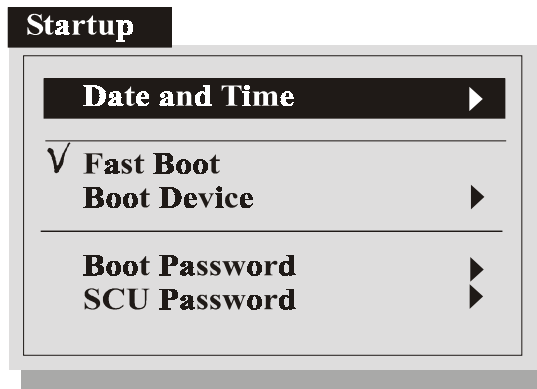 Startup
Date and Time
√ Fast Boot
Boot Device
Boot Password
SCU Password